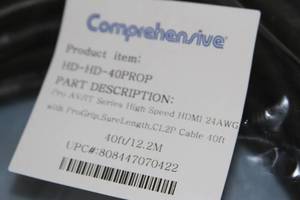 Comprehensive®
Product item:
HD-HD-40PROP
PART DESCRIPTION:
Pro AV/IT Series High Speed HDMI 24AWG
with ProGrip,SureLength,CL2P Cable 40ft
40ft/12.2M
UPC#:808447070422